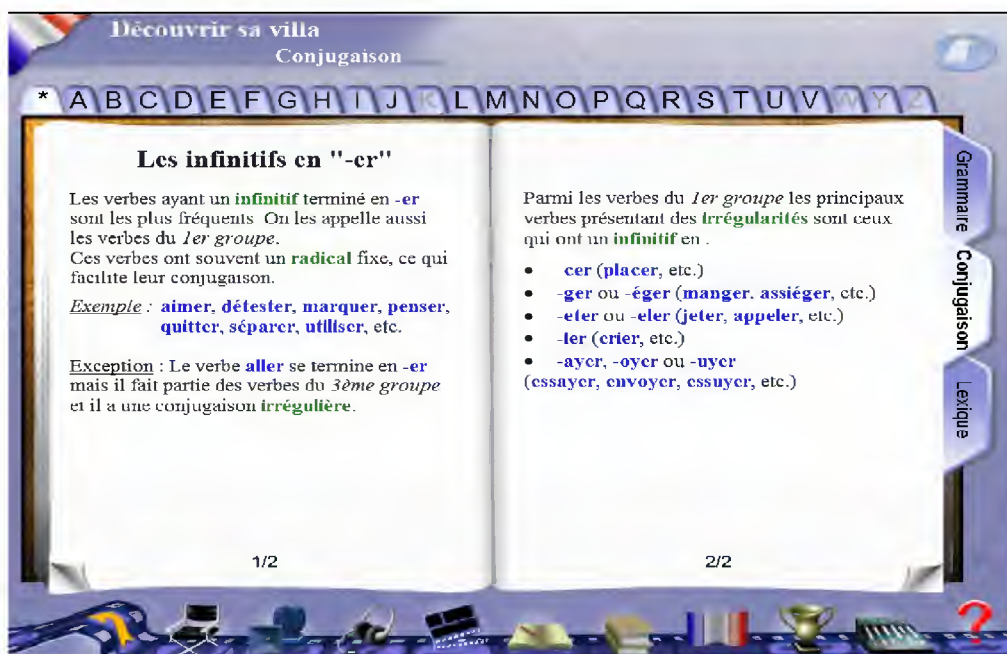 Découvrir sa villa
Conjugaison
* A B C D E F G H I J K L M N O P Q R S T U V W Y Z
Les infinitifs en "-er"
Les verbes ayant un infinitif terminé en -er
sont les plus fréquents. On les appelle aussi
les verbes du 1er groupe.
Ces verbes ont souvent un radical fixe, ce qui
facilite leur conjugaison.
Exemple : aimer, détester, marquer, penser,
quitter, séparer, utiliser, etc.
Exception : Le verbe aller se termine en -er
mais il fait partie des verbes du 3ème groupe
et il a une conjugaison irrégulière.
1/2
Parmi les verbes du 1er groupe les principaux
verbes présentant des irrégularités sont ceux
qui ont un infinitif en .
• cer (placer, etc.)
• -ger ou -éger (manger, assiéger, etc.)
• -eter ou -eler (jeter, appeler, etc.)
• -ier (crier, etc.)
• -ayer, -oyer ou -uyer
(essayer, envoyer, essuyer, etc.)
2/2
Grammaire
Conjugaison
Lexique
?